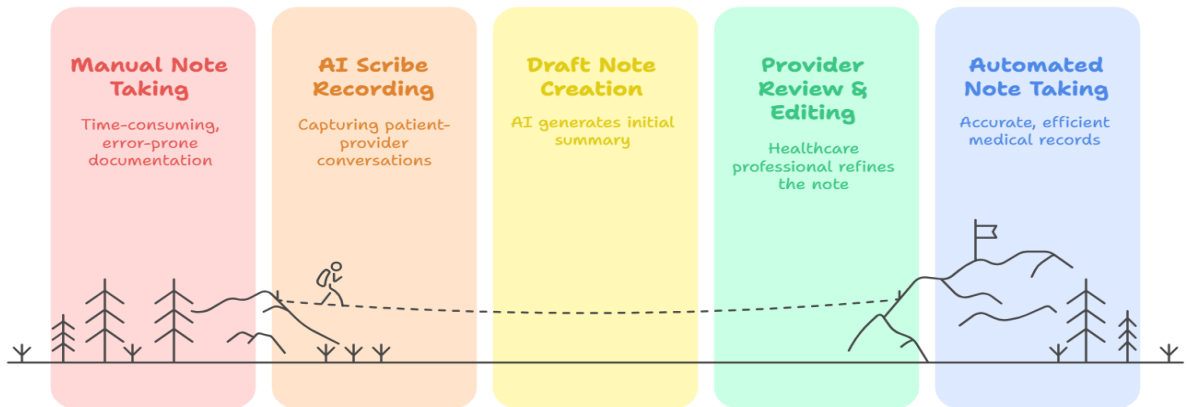 Manual Note
Taking
Time-consuming,
error-prone
documentation
AI Scribe
Recording
Capturing patient-
provider
conversations
Draft Note
Creation
AI generates initial
summary
Provider
Review &
Editing
Healthcare
professional refines
the note
Automated
Note Taking
Accurate, efficient
medical records